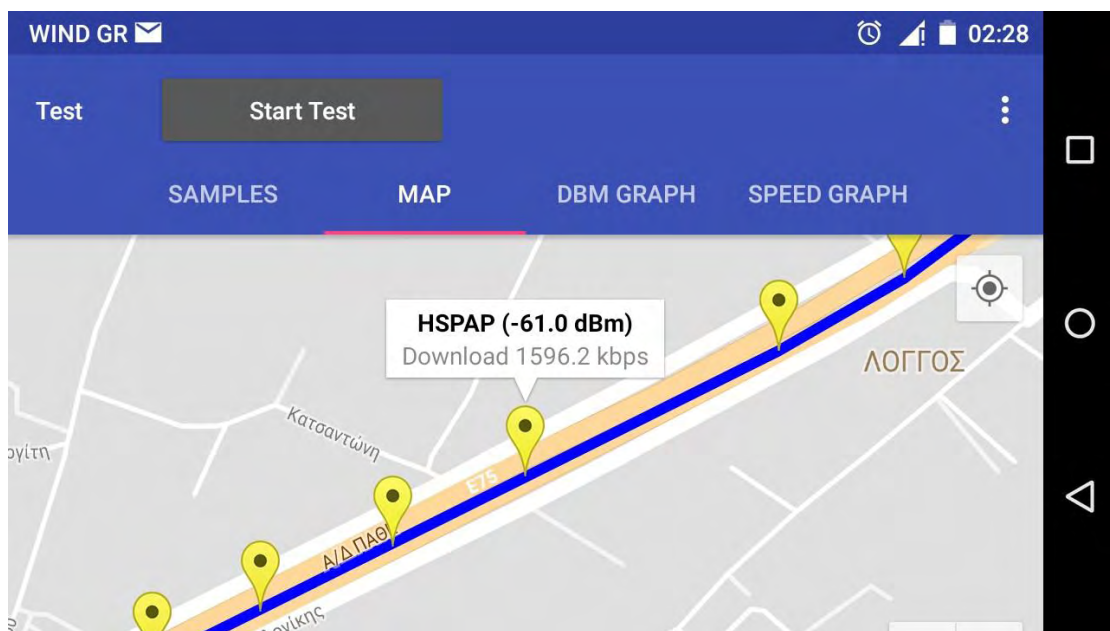 WIND GR
02:28
Test
Start Test
SAMPLES
MAP
DBM GRAPH
SPEED GRAPH
HSPAP (-61.0 dBm)
Download 1596.2 kbps
ΛΟΓΓΟΣ
Κατσαντώνη
E75